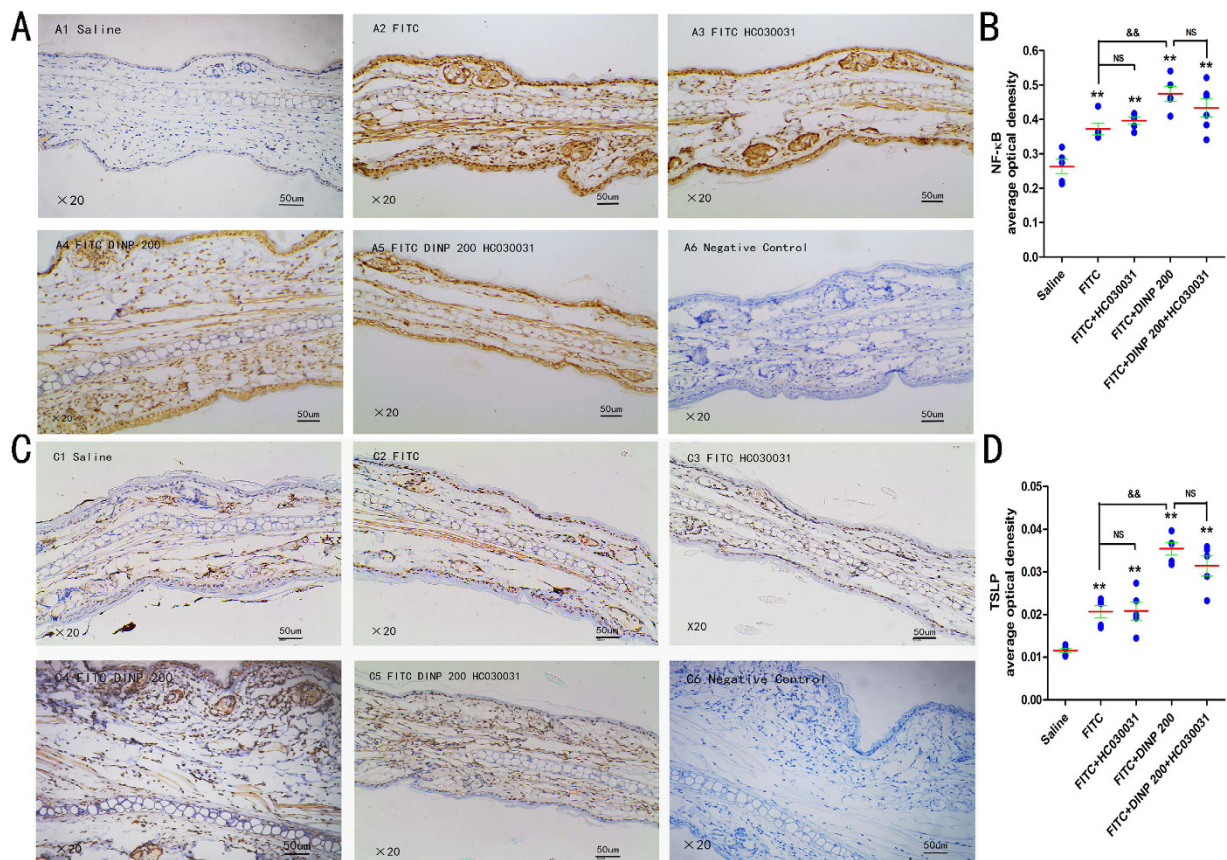 A
A1 Saline
×20
50um
A2 FITC
×20
50um
A3 FITC HC030031
×20
50um
A4 FITC DINP-200
×20
50um
A5 FITC DINP 200 HC030031
×20
50um
A6 Negative Control
×20
50um
B
NF-κB
average optical denesity
0.6
0.5
0.4
0.3
0.2
0.1
0.0
&&
NS
NS
**
**
**
**
Saline
FITC
FITC+HC030031
FITC+DINP 200
FITC+DINP 200+HC030031
C
C1 Saline
×20
50um
C2 FITC
×20
50um
C3 FITC HC030031
X20
50um
C4 FITC DINP 200
×20
50um
C5 FITC DINP 200 HC030031
×20
50um
C6 Negative Control
×20
50um
D
TSLP
average optical denesity
0.05
0.04
0.03
0.02
0.01
0.00
&&
NS
NS
**
**
**
**
Saline
FITC
FITC+HC030031
FITC+DINP 200
FITC+DINP 200+HC030031